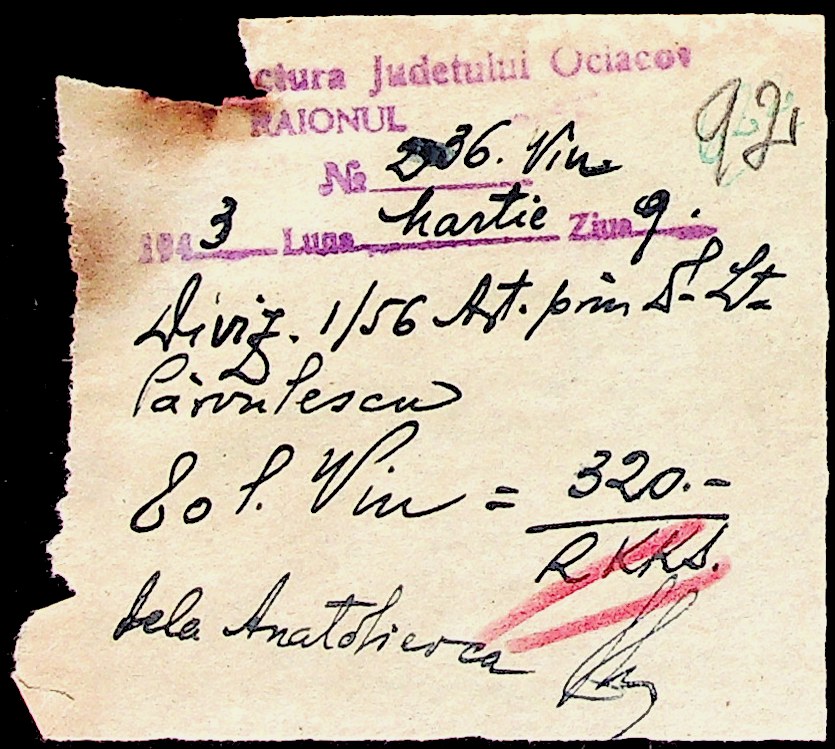 ctura Judetului Ociacov
RAIONUL
№ 236. Vin
1943 Luna Martie Ziua 9.
Diviz. 1/56 Art. prin S. Lt.
Pârvulescu
80 l. Vin = 320.-
RKKS.
dela Anatolievca